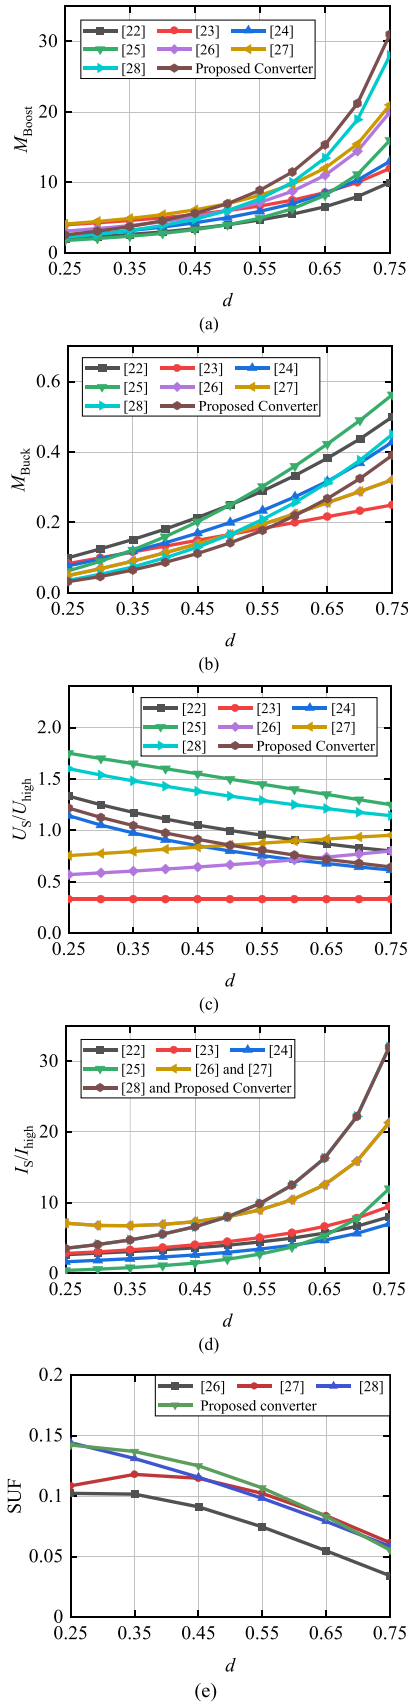 [22] [23] [24]
[25] [26] [27]
[28] Proposed Converter
30
20
10
0
M_Boost
0.25 0.35 0.45 0.55 0.65 0.75
d
(a)
[22] [23] [24]
[25] [26] [27]
[28] Proposed Converter
0.6
0.4
0.2
0.0
M_Buck
0.25 0.35 0.45 0.55 0.65 0.75
d
(b)
[22] [23] [24]
[25] [26] [27]
[28] Proposed Converter
2.0
1.5
1.0
0.5
0.0
U_S/U_high
0.25 0.35 0.45 0.55 0.65 0.75
d
(c)
[22] [23] [24]
[25] [26] and [27]
[28] and Proposed Converter
30
20
10
0
I_S/I_high
0.25 0.35 0.45 0.55 0.65 0.75
d
(d)
[26] [27] [28]
Proposed converter
0.2
0.15
0.1
0.05
0
SUF
0.25 0.35 0.45 0.55 0.65 0.75
d
(e)